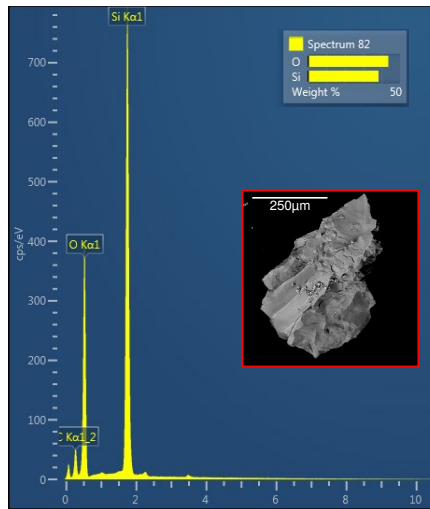 Si Kα1
Spectrum 82
O
Si
Weight % 50
700
600
500
400
300
200
100
0
cps/eV
O Kα1
Kα1_2
250µm
0 2 4 6 8 10